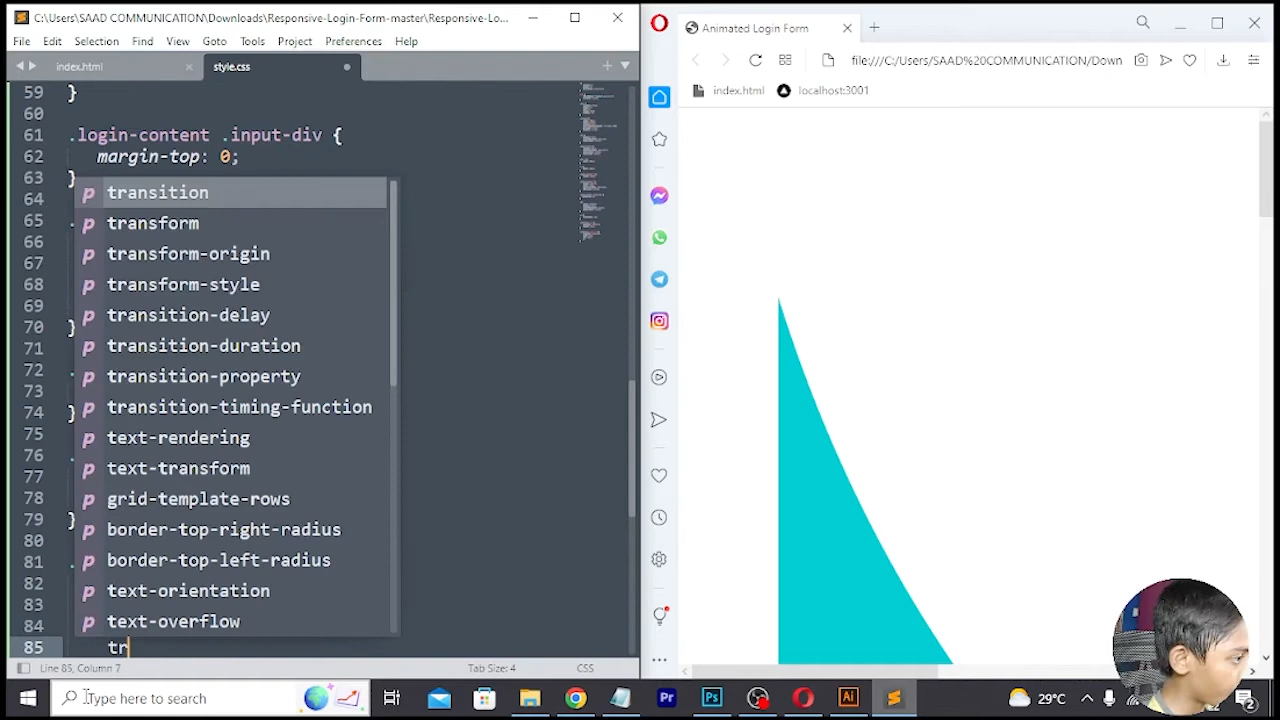 C:\Users\SAAD COMMUNICATION\Downloads\Responsive-Login-Form-master\Responsive-Lo...
File Edit Selection Find View Goto Tools Project Preferences Help
index.html
style.css
59 }
60
61 .login-content .input-div {
62 margin-top: 0;
63 }
64
65
66
67
68
69
70 }
71
72
73
74 }
75
76
77
78
79 }
80
81
82
83
84
85 tr
transition
transform
transform-origin
transform-style
transition-delay
transition-duration
transition-property
transition-timing-function
text-rendering
text-transform
grid-template-rows
border-top-right-radius
border-top-left-radius
text-orientation
text-overflow
Line 85, Column 7
Tab Size: 4
CSS
Animated Login Form
file:///C:/Users/SAAD%20COMMUNICATION/Down
index.html
localhost:3001
Type here to search
Pr
Ps
Ai
29°C
2